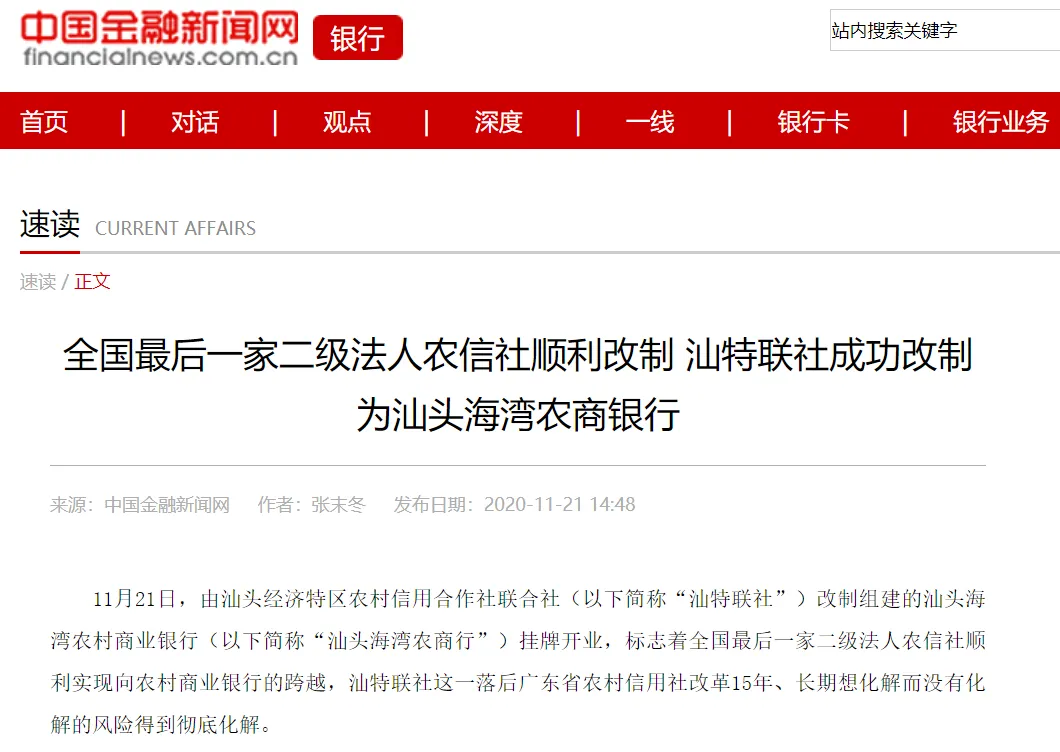 中国金融新闻网 银行
financialnews.com.cn
站内搜索关键字
首页 | 对话 | 观点 | 深度 | 一线 | 银行卡 | 银行业务
速读 CURRENT AFFAIRS
速读 / 正文
全国最后一家二级法人农信社顺利改制 汕特联社成功改制
为汕头海湾农商银行
来源：中国金融新闻网 作者：张末冬 发布日期：2020-11-21 14:48
11月21日，由汕头经济特区农村信用合作社联合社（以下简称“汕特联社”）改制组建的汕头海
湾农村商业银行（以下简称“汕头海湾农商行”）挂牌开业，标志着全国最后一家二级法人农信社顺
利实现向农村商业银行的跨越，汕特联社这一落后广东省农村信用社改革15年、长期想化解而没有化
解的风险得到彻底化解。